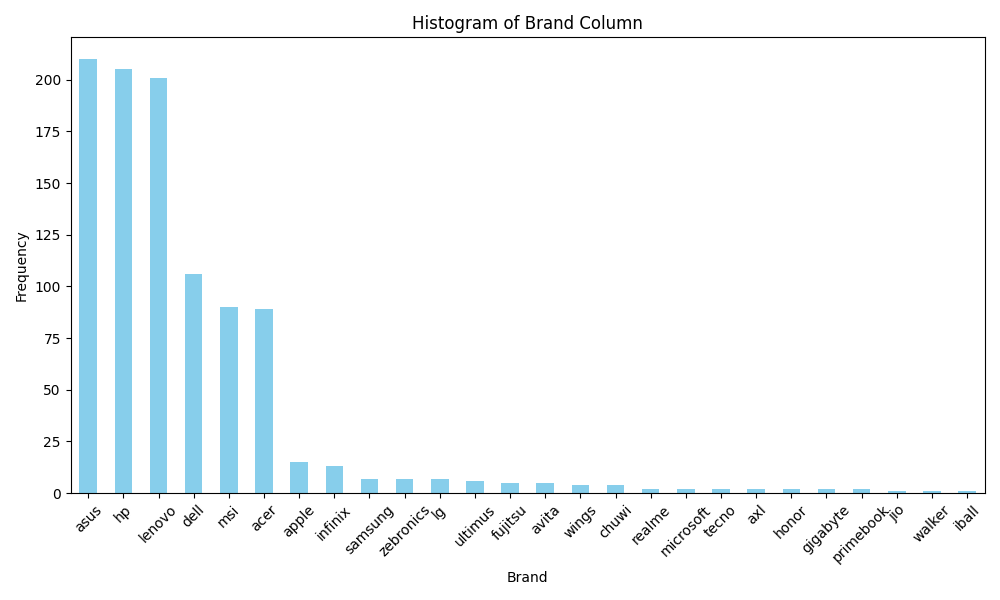 Histogram of Brand Column
Frequency
200
175
150
125
100
75
50
25
0
asus
hp
lenovo
dell
msi
acer
apple
infinix
samsung
zebronics
lg
ultimus
fujitsu
avita
wings
chuwi
realme
microsoft
tecno
axl
honor
gigabyte
primebook
jio
walker
iball
Brand